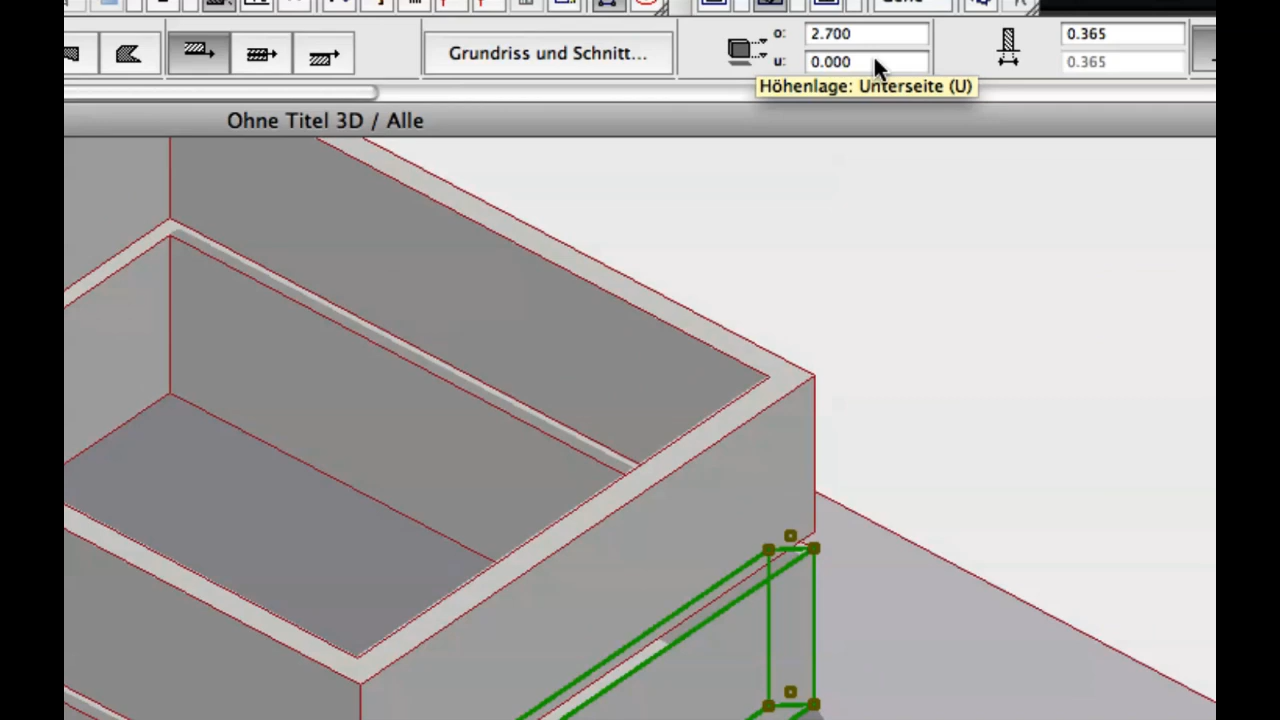 o: 2.700 0.365
Grundriss und Schnitt...
u: 0.000 0.365
Höhenlage: Unterseite (U)
Ohne Titel 3D / Alle